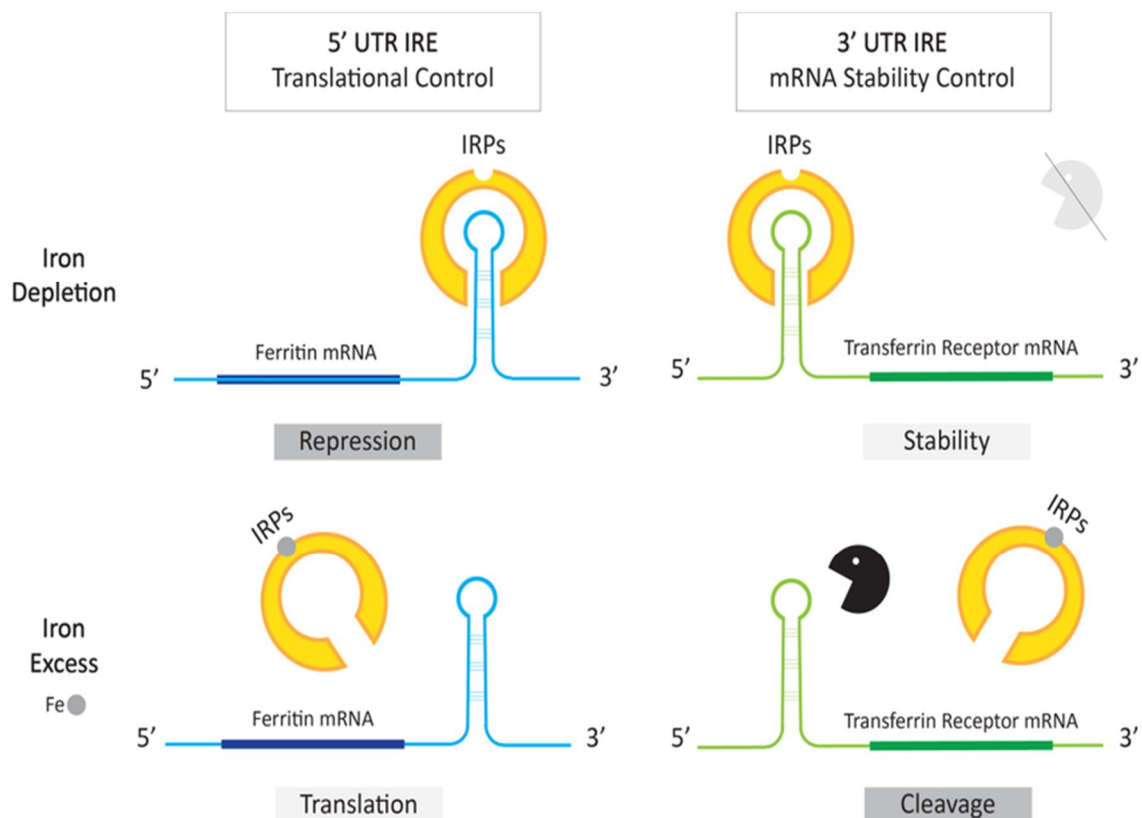 5’ UTR IRE
Translational Control
3’ UTR IRE
mRNA Stability Control
IRPs
IRPs
Iron
Depletion
Ferritin mRNA
Transferrin Receptor mRNA
5’
3’
5’
3’
Repression
Stability
IRPs
IRPs
Iron
Excess
Fe
Ferritin mRNA
Transferrin Receptor mRNA
5’
3’
5’
3’
Translation
Cleavage